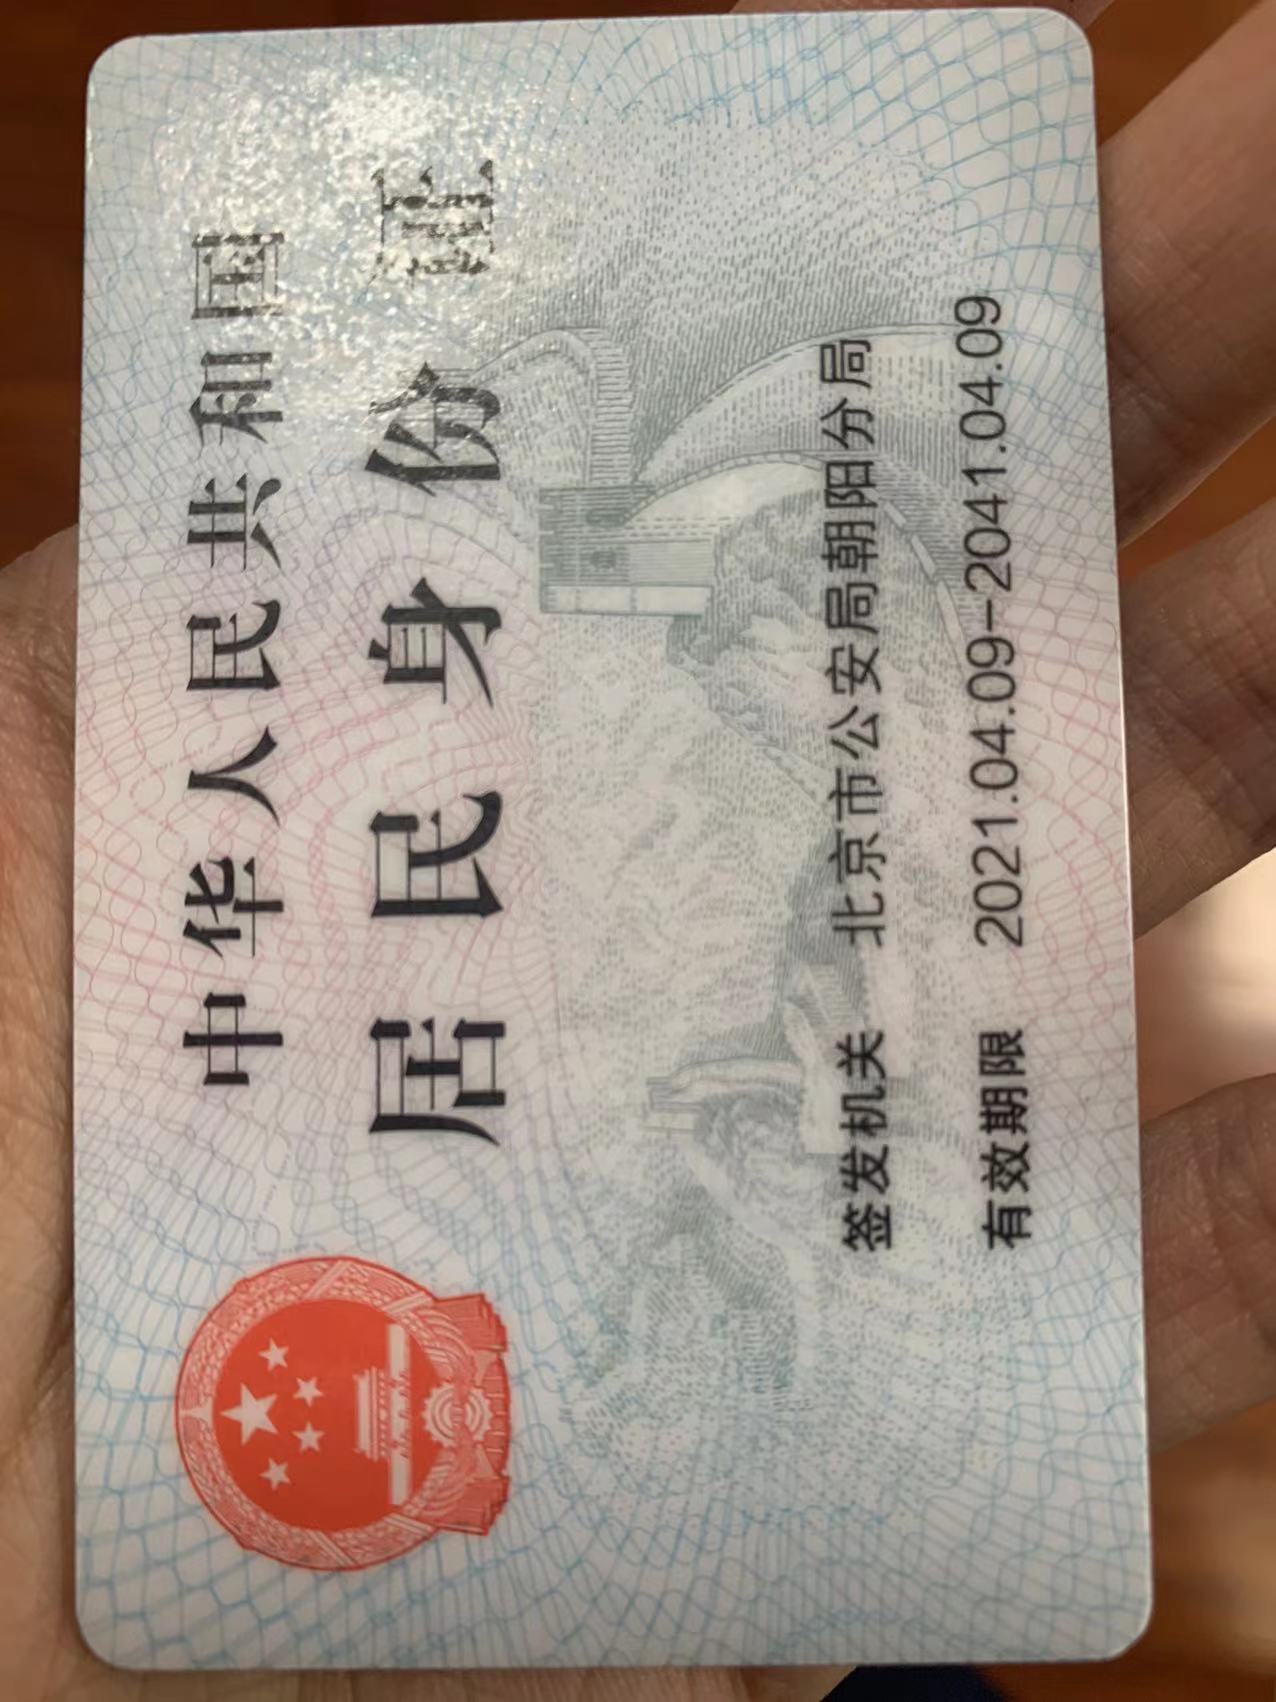 中华人民共和国
居民身份证
签发机关 北京市公安局朝阳分局
有效期限 2021.04.09-2041.04.09